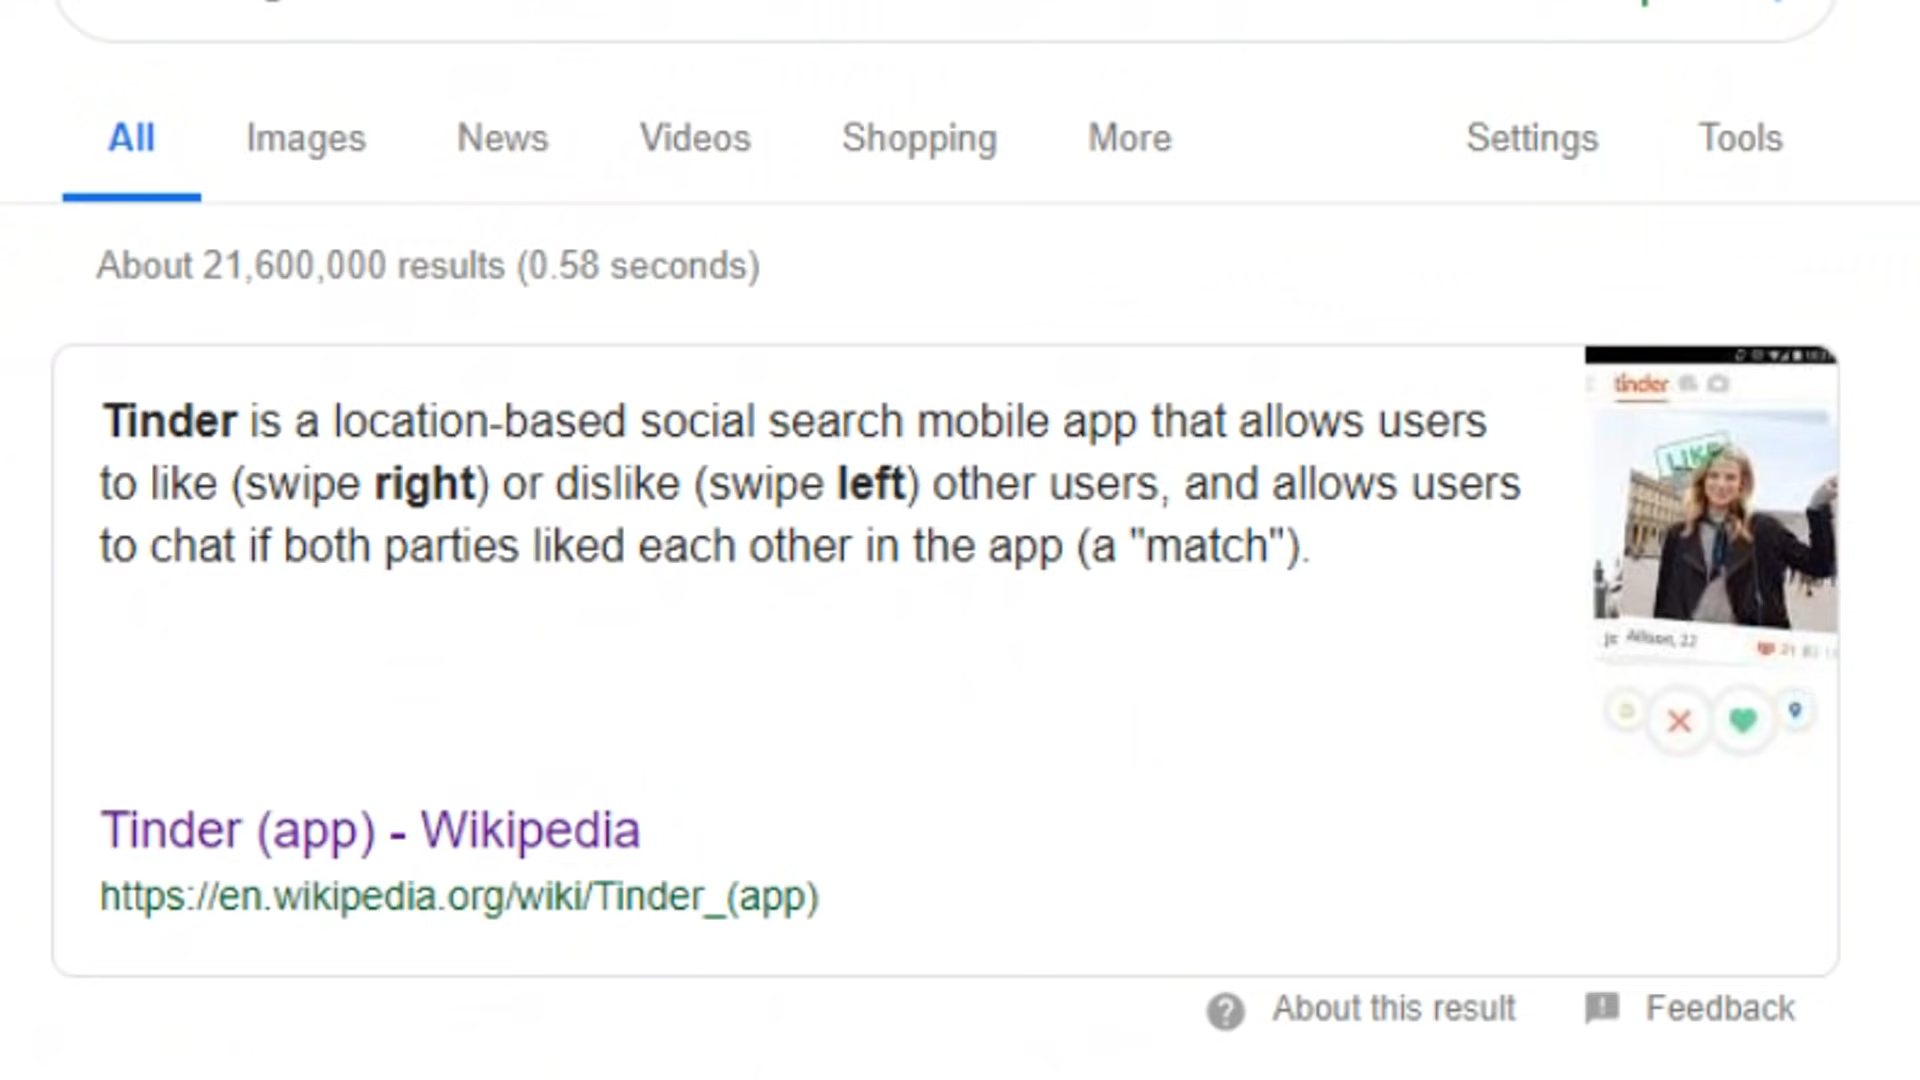 All Images News Videos Shopping More Settings Tools
About 21,600,000 results (0.58 seconds)
Tinder is a location-based social search mobile app that allows users
to like (swipe right) or dislike (swipe left) other users, and allows users
to chat if both parties liked each other in the app (a "match").
tinder
LIKE
Alison, 22
Tinder (app) - Wikipedia
https://en.wikipedia.org/wiki/Tinder_(app)
About this result Feedback